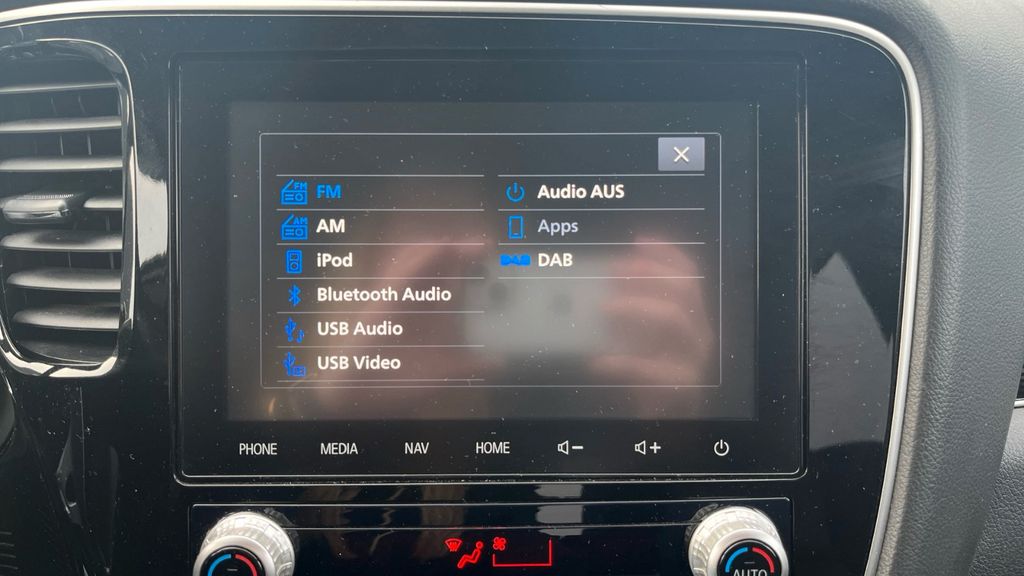 FM
AM
iPod
Bluetooth Audio
USB Audio
USB Video
Audio AUS
Apps
DAB
PHONE MEDIA NAV HOME
AUTO